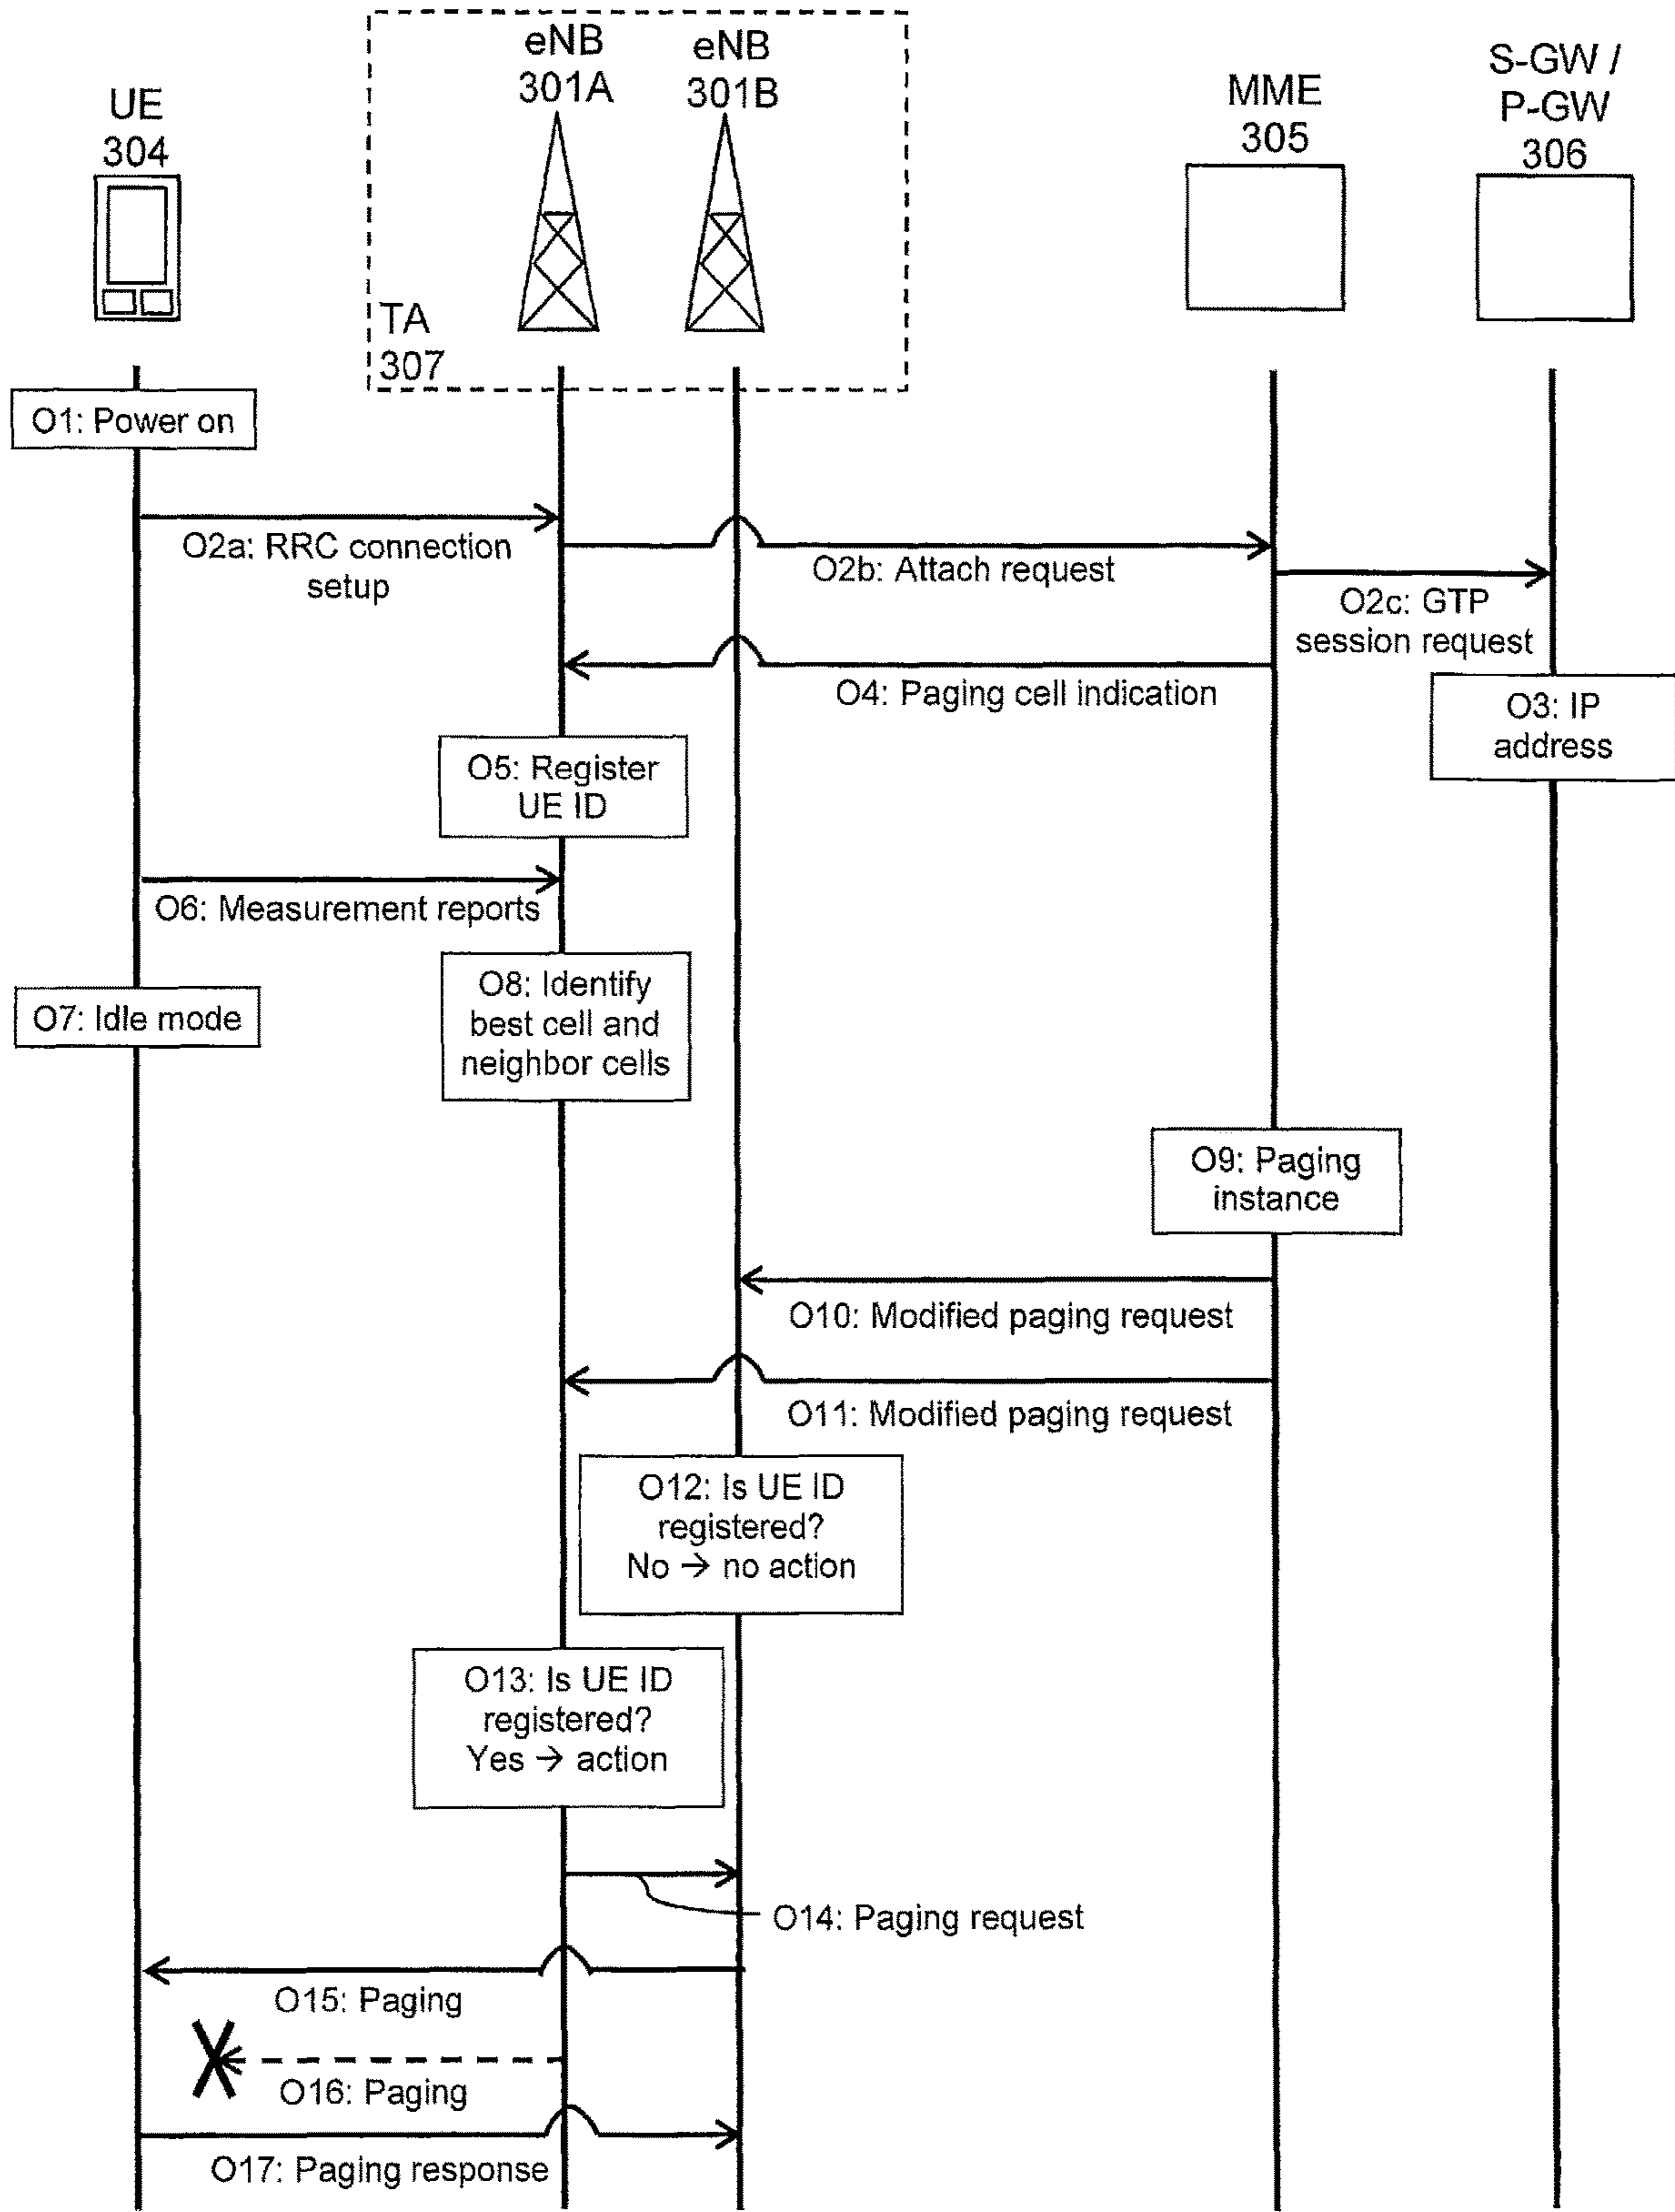 UE
304
eNB
301A
eNB
301B
TA
307
MME
305
S-GW /
P-GW
306
O1: Power on
O2a: RRC connection
setup
O2b: Attach request
O2c: GTP
session request
O4: Paging cell indication
O3: IP
address
O5: Register
UE ID
O6: Measurement reports
O7: Idle mode
O8: Identify
best cell and
neighbor cells
O9: Paging
instance
O10: Modified paging request
O11: Modified paging request
O12: Is UE ID
registered?
No → no action
O13: Is UE ID
registered?
Yes → action
O14: Paging request
O15: Paging
O16: Paging
O17: Paging response